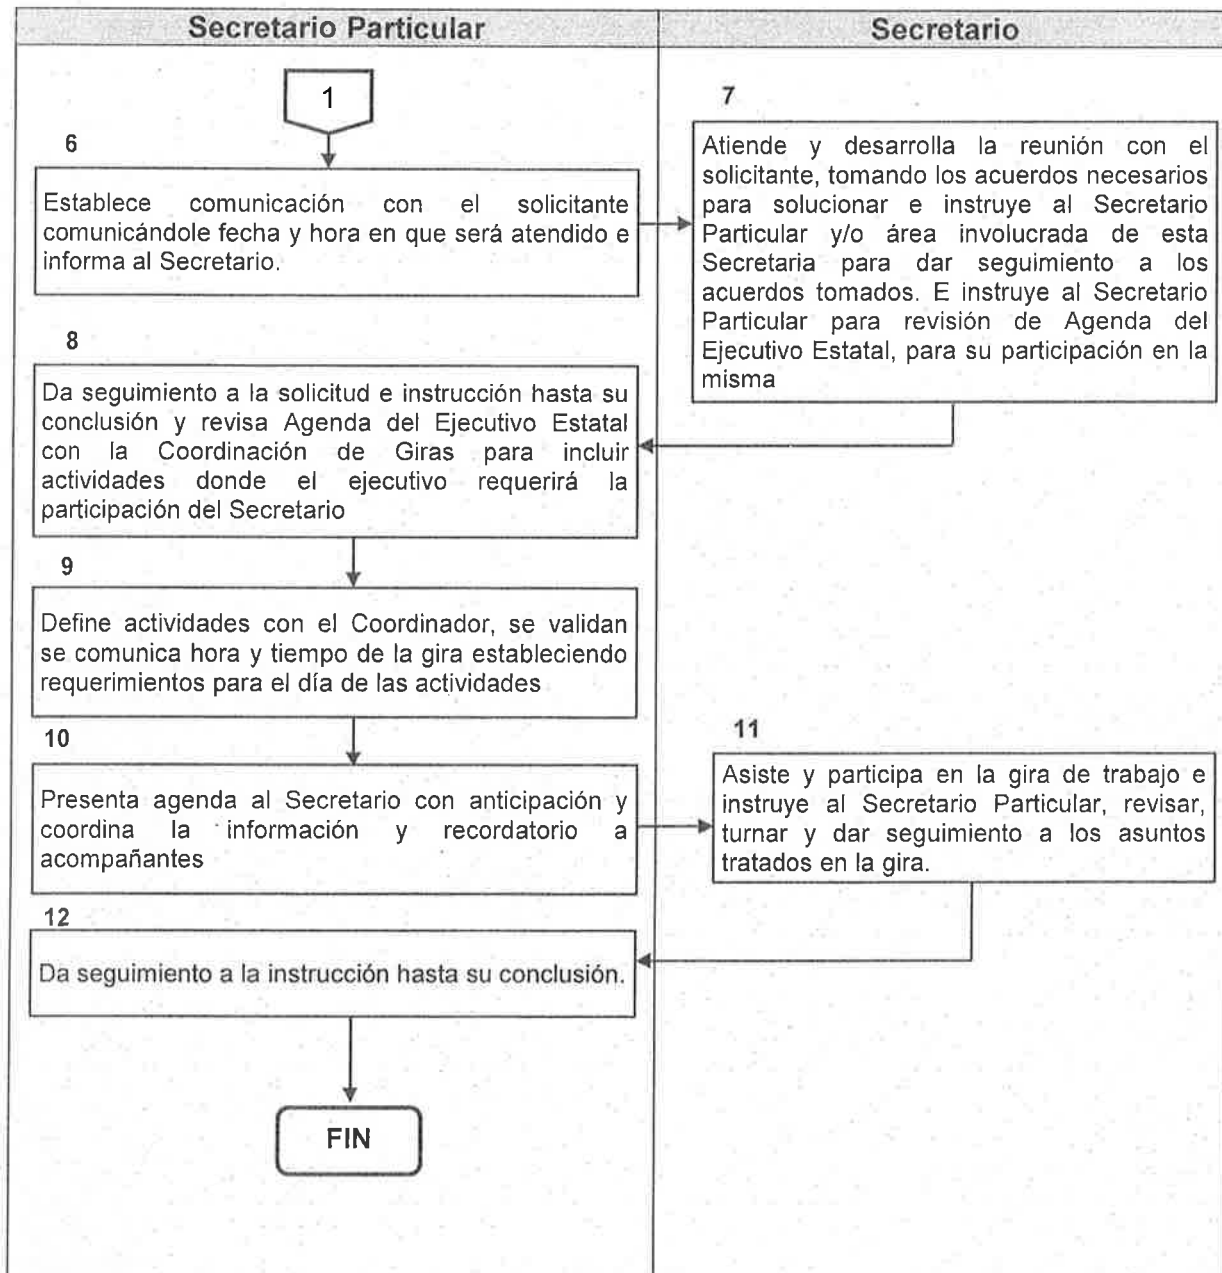 Secretario Particular
Secretario
1
6
Establece comunicación con el solicitante
comunicándole fecha y hora en que será atendido e
informa al Secretario.
7
Atiende y desarrolla la reunión con el
solicitante, tomando los acuerdos necesarios
para solucionar e instruye al Secretario
Particular y/o área involucrada de esta
Secretaria para dar seguimiento a los
acuerdos tomados. E instruye al Secretario
Particular para revisión de Agenda del
Ejecutivo Estatal, para su participación en la
misma
8
Da seguimiento a la solicitud e instrucción hasta su
conclusión y revisa Agenda del Ejecutivo Estatal
con la Coordinación de Giras para incluir
actividades donde el ejecutivo requerirá la
participación del Secretario
9
Define actividades con el Coordinador, se validan
se comunica hora y tiempo de la gira estableciendo
requerimientos para el día de las actividades
10
Presenta agenda al Secretario con anticipación y
coordina la información y recordatorio a
acompañantes
11
Asiste y participa en la gira de trabajo e
instruye al Secretario Particular, revisar,
turnar y dar seguimiento a los asuntos
tratados en la gira.
12
Da seguimiento a la instrucción hasta su conclusión.
FIN